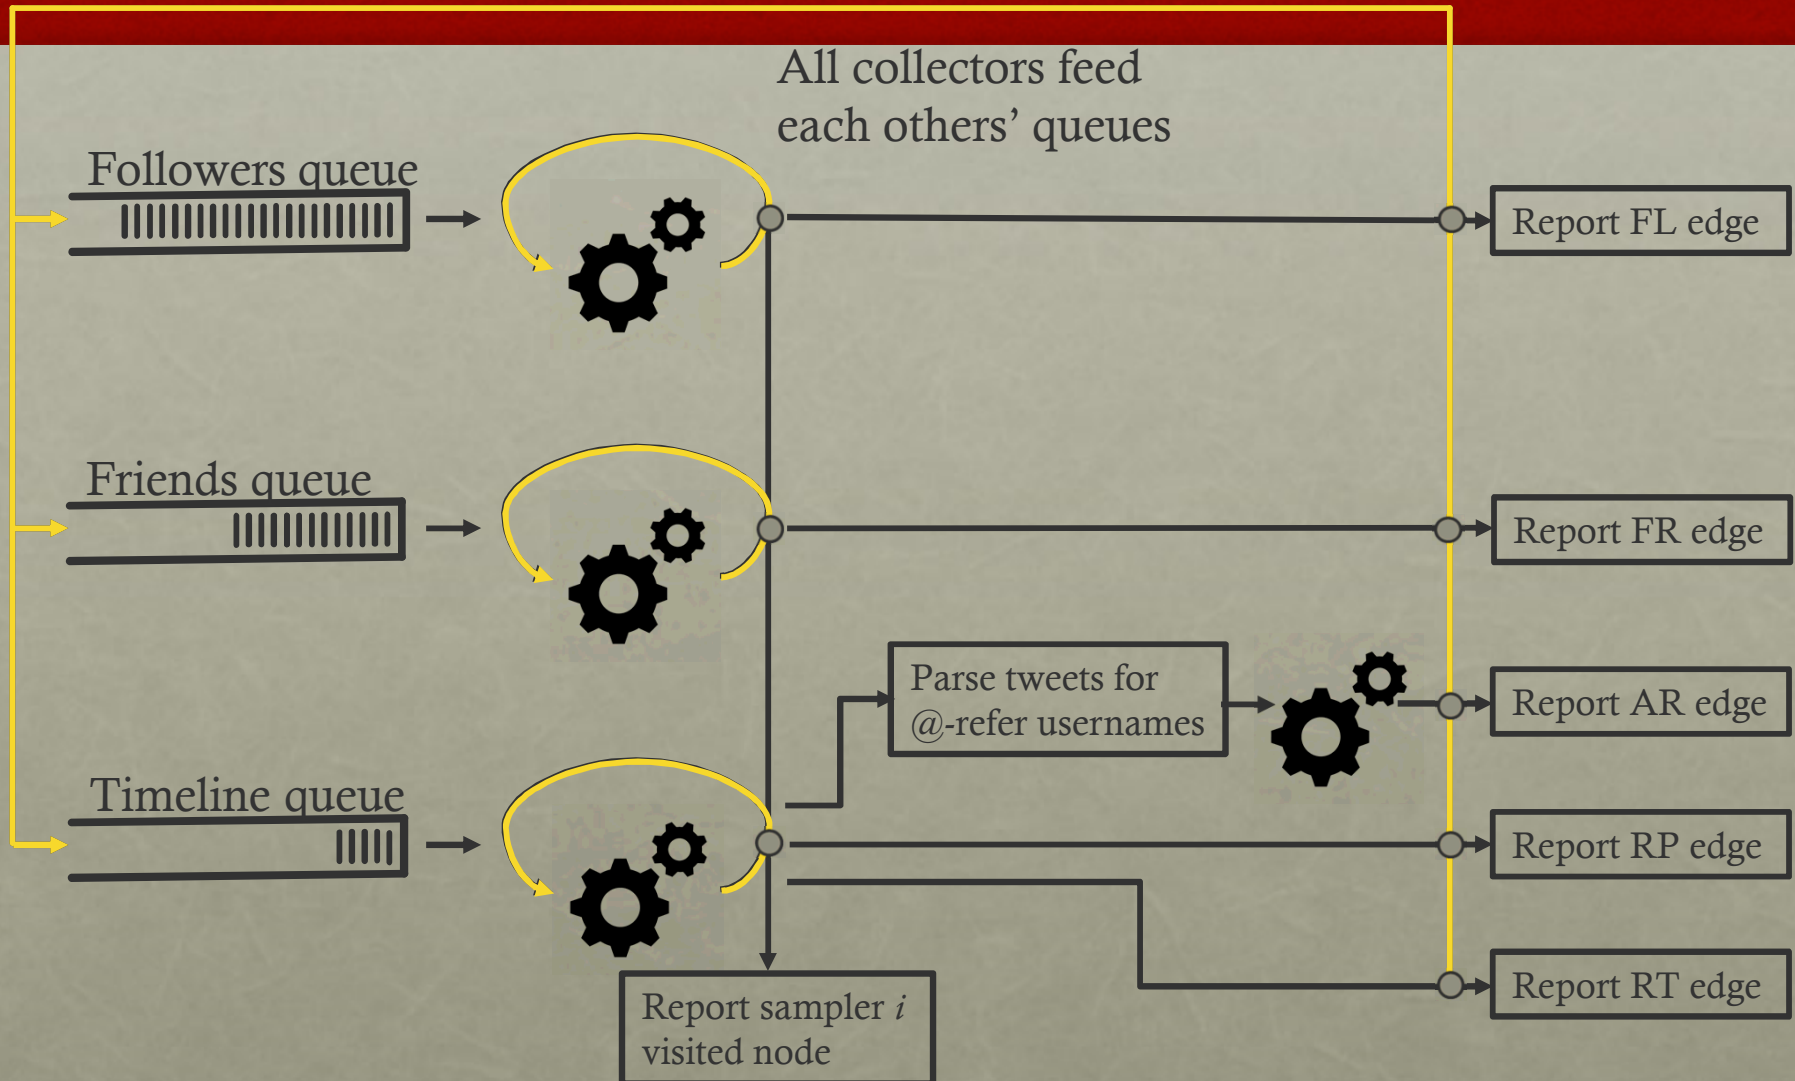 All collectors feed
each others’ queues
Followers queue
Report FL edge
Friends queue
Report FR edge
Parse tweets for
@-refer usernames
Report AR edge
Timeline queue
Report RP edge
Report RT edge
Report sampler i
visited node